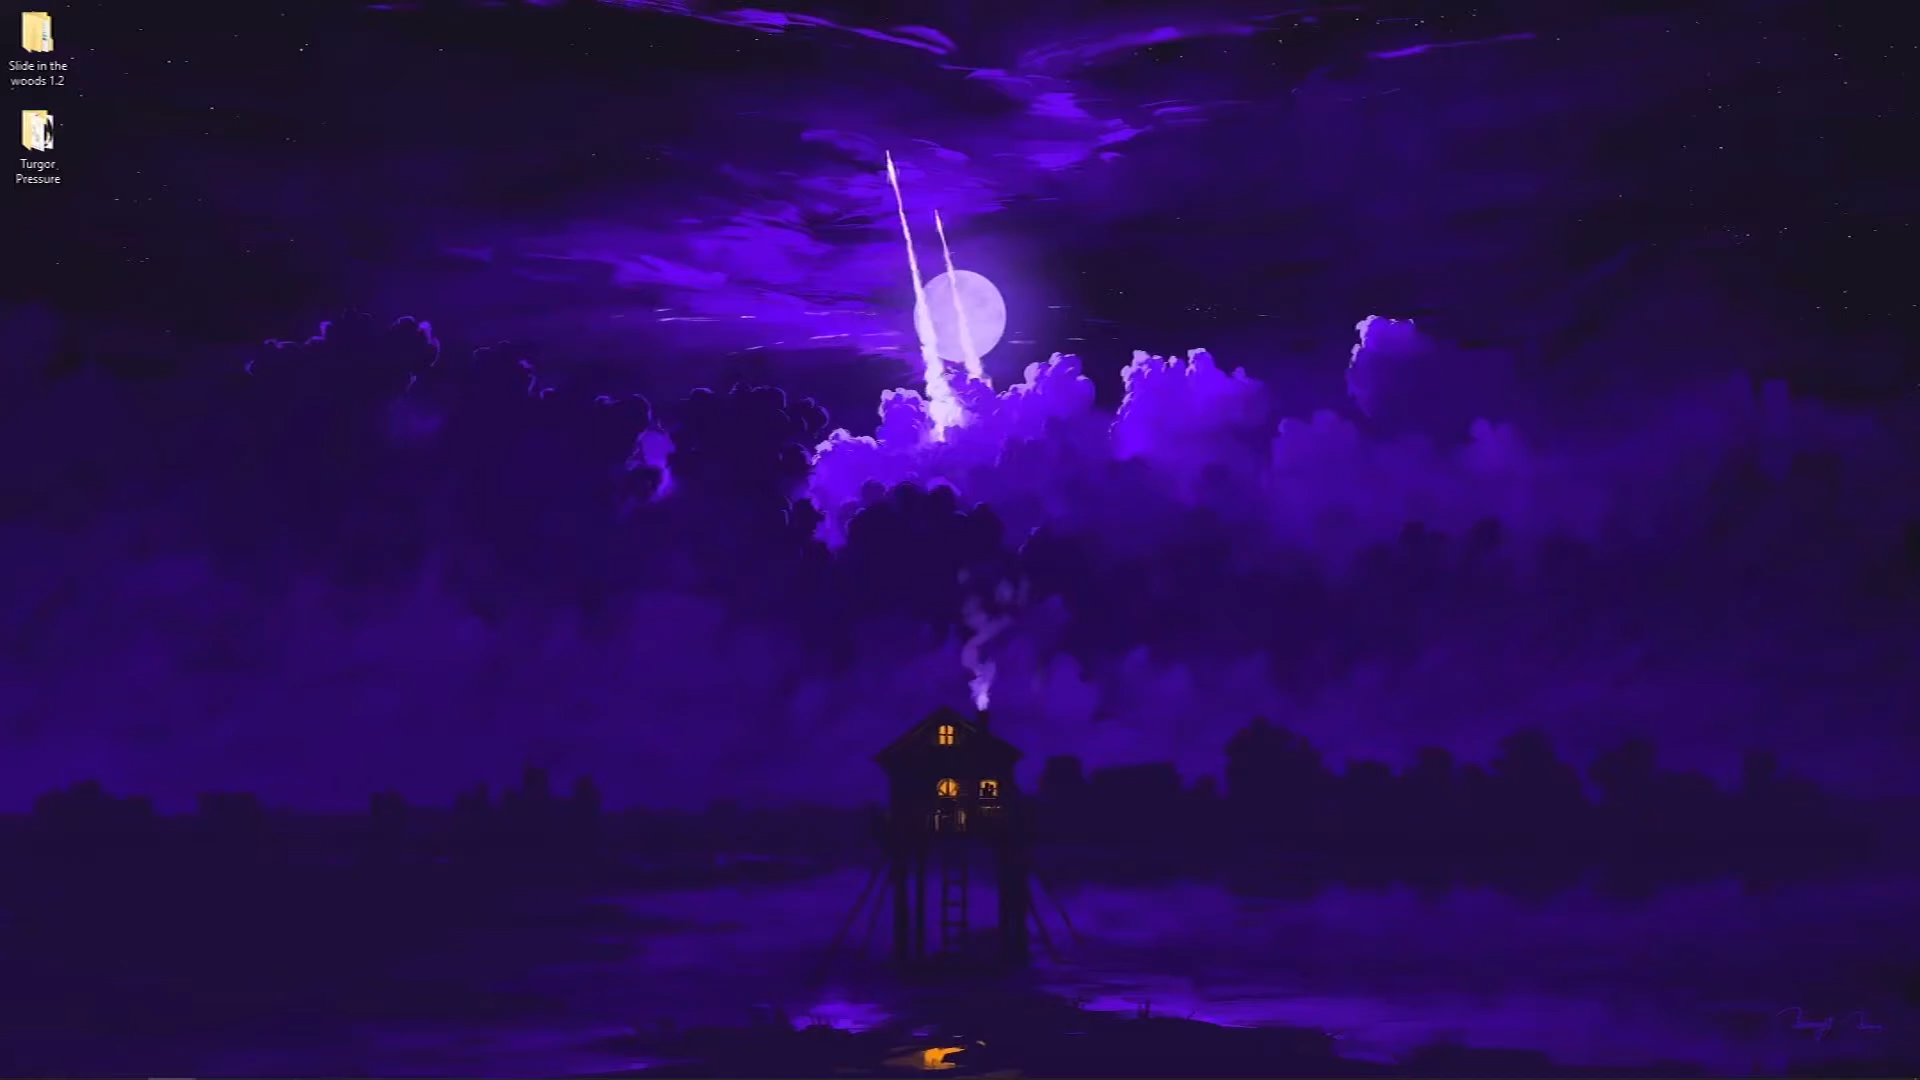 Slide in the
woods 1.2
Turgor
Pressure